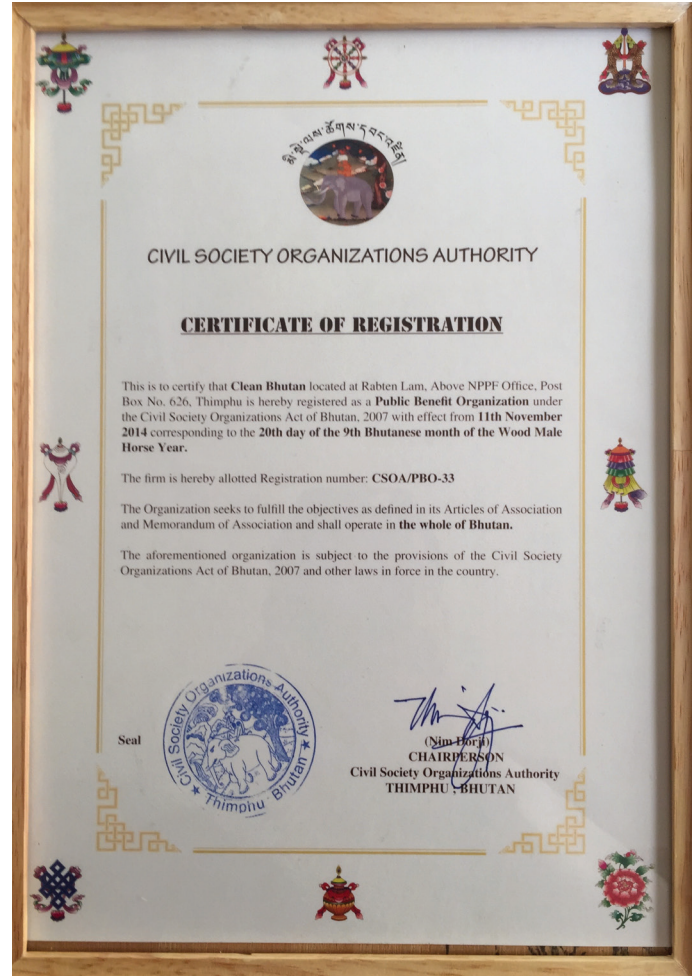 མི་སྡེ་ལས་ཚོགས་དབང་འཛིན།
CIVIL SOCIETY ORGANIZATIONS AUTHORITY
CERTIFICATE OF REGISTRATION
This is to certify that Clean Bhutan located at Rabten Lam, Above NPPF Office, Post
Box No. 626, Thimphu is hereby registered as a Public Benefit Organization under
the Civil Society Organizations Act of Bhutan, 2007 with effect from 11th November
2014 corresponding to the 20th day of the 9th Bhutanese month of the Wood Male
Horse Year.
The firm is hereby allotted Registration number: CSOA/PBO-33
The Organization seeks to fulfill the objectives as defined in its Articles of Association
and Memorandum of Association and shall operate in the whole of Bhutan.
The aforementioned organization is subject to the provisions of the Civil Society
Organizations Act of Bhutan, 2007 and other laws in force in the country.
Seal
Civil Society Organizations Authority
Thimphu : Bhutan
(Nim Dorji)
CHAIRPERSON
Civil Society Organizations Authority
THIMPHU : BHUTAN